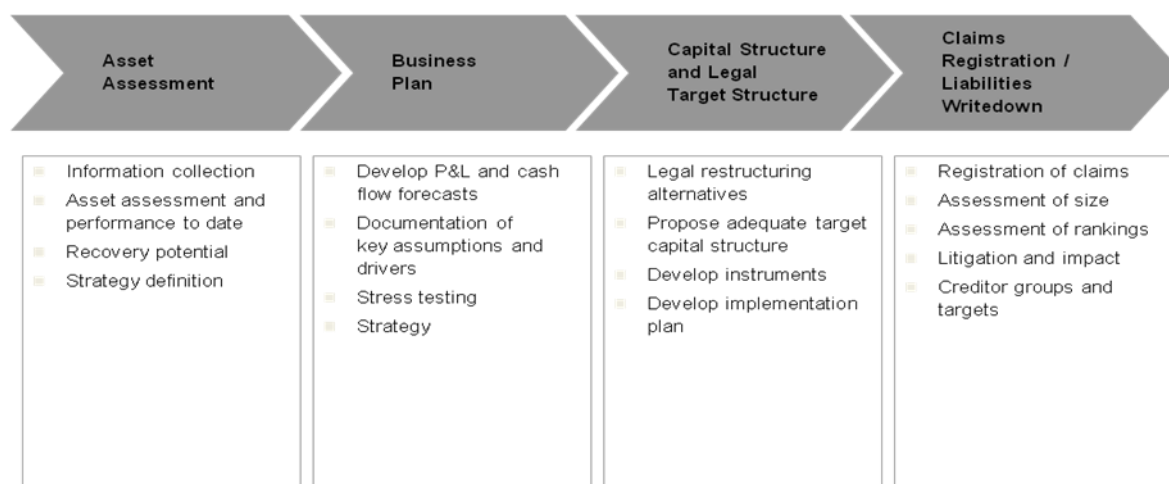 Asset
Assessment
Business
Plan
Capital Structure
and Legal
Target Structure
Claims
Registration /
Liabilities
Writedown
Information collection
Asset assessment and
performance to date
Recovery potential
Strategy definition
Develop P&L and cash
flow forecasts
Documentation of
key assumptions and
drivers
Stress testing
Strategy
Legal restructuring
alternatives
Propose adequate target
capital structure
Develop instruments
Develop implementation
plan
Registration of claims
Assessment of size
Assessment of rankings
Litigation and impact
Creditor groups and
targets